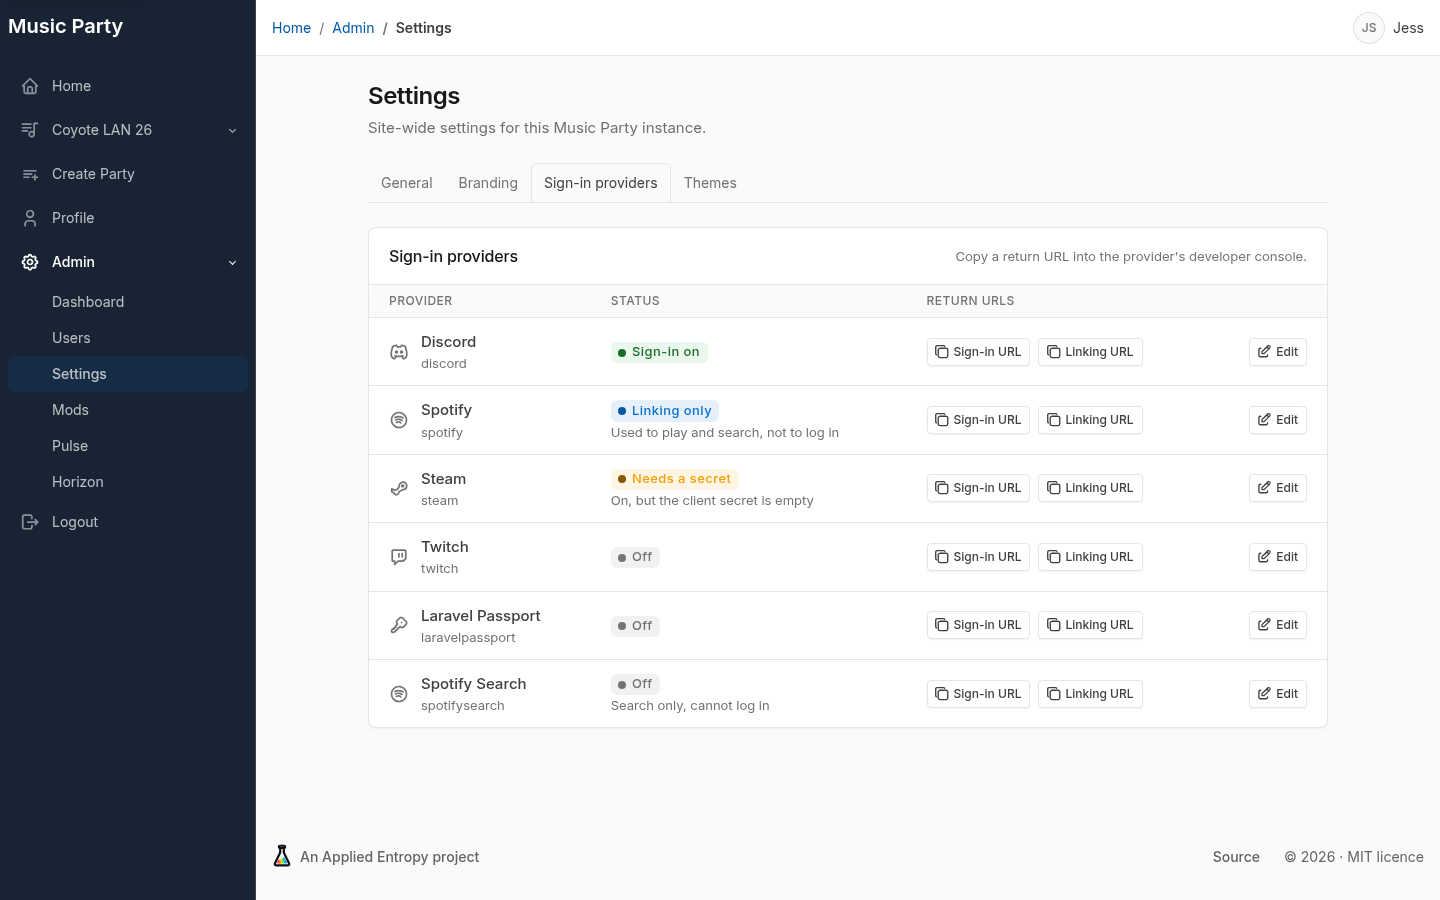 Music Party
Home / Admin / Settings
JS
Jess
Home
Coyote LAN 26
Create Party
Profile
Admin
Dashboard
Users
Settings
Mods
Pulse
Horizon
Logout
Settings
Site-wide settings for this Music Party instance.
General
Branding
Sign-in providers
Themes
Sign-in providers
Copy a return URL into the provider's developer console.
PROVIDER
STATUS
RETURN URLS
Discord
discord
Sign-in on
Sign-in URL
Linking URL
Edit
Spotify
spotify
Linking only
Used to play and search, not to log in
Sign-in URL
Linking URL
Edit
Steam
steam
Needs a secret
On, but the client secret is empty
Sign-in URL
Linking URL
Edit
Twitch
twitch
Off
Sign-in URL
Linking URL
Edit
Laravel Passport
laravelpassport
Off
Sign-in URL
Linking URL
Edit
Spotify Search
spotifysearch
Off
Search only, cannot log in
Sign-in URL
Linking URL
Edit
An Applied Entropy project
Source
© 2026 · MIT licence